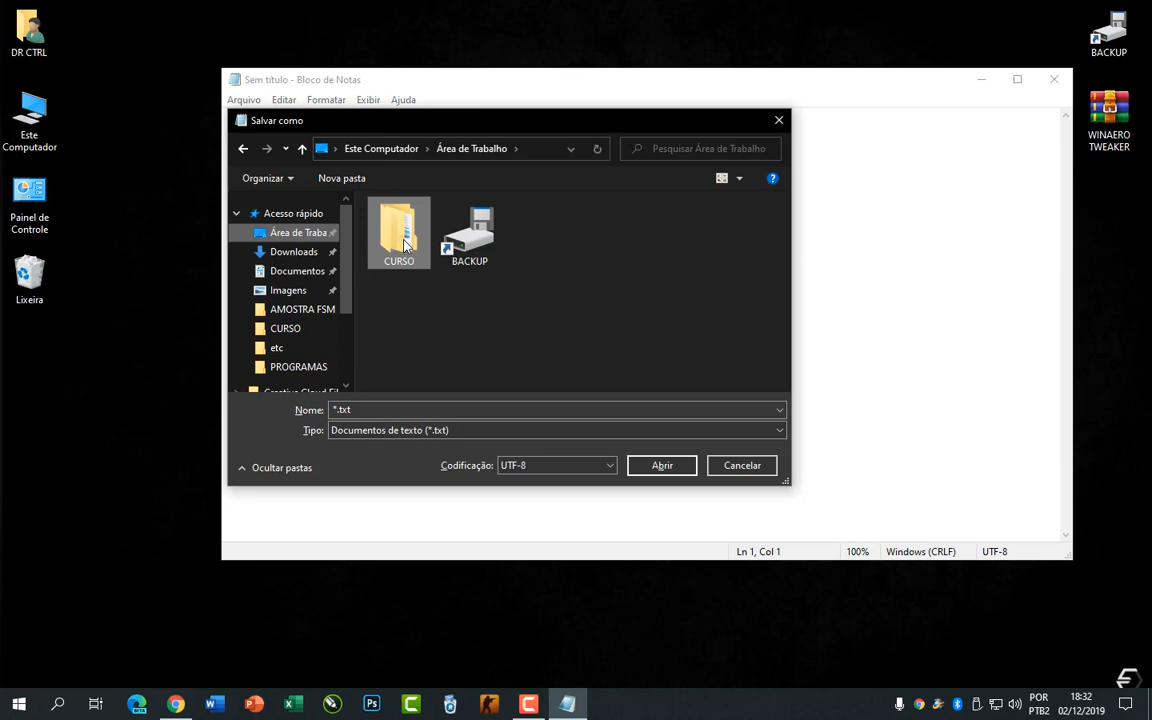 DR CTRL
Este
Computador
Painel de
Controle
Lixeira
BACKUP
WINAERO
TWEAKER
Sem título - Bloco de Notas
Arquivo Editar Formatar Exibir Ajuda
Salvar como
Este Computador Área de Trabalho
Pesquisar Área de Trabalho
Organizar Nova pasta
Acesso rápido
Área de Traba
Downloads
Documentos
Imagens
AMOSTRA FSM
CURSO
etc
PROGRAMAS
Creative Cloud Fil
CURSO
BACKUP
Nome: *.txt
Tipo: Documentos de texto (*.txt)
Ocultar pastas
Codificação: UTF-8
Abrir
Cancelar
Ln 1, Col 1 100% Windows (CRLF) UTF-8
POR
PTB2
18:32
02/12/2019